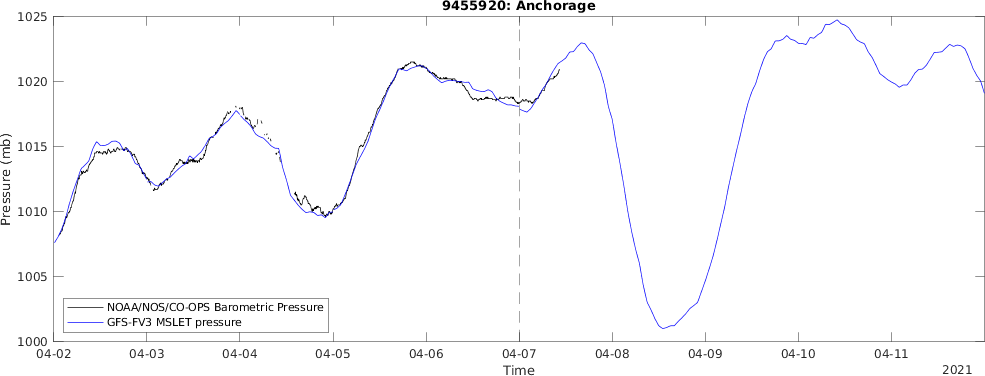 9455920: Anchorage
Pressure (mb)
1025
1020
1015
1010
1005
1000
NOAA/NOS/CO-OPS Barometric Pressure
GFS-FV3 MSLET pressure
04-02 04-03 04-04 04-05 04-06 04-07 04-08 04-09 04-10 04-11
Time
2021